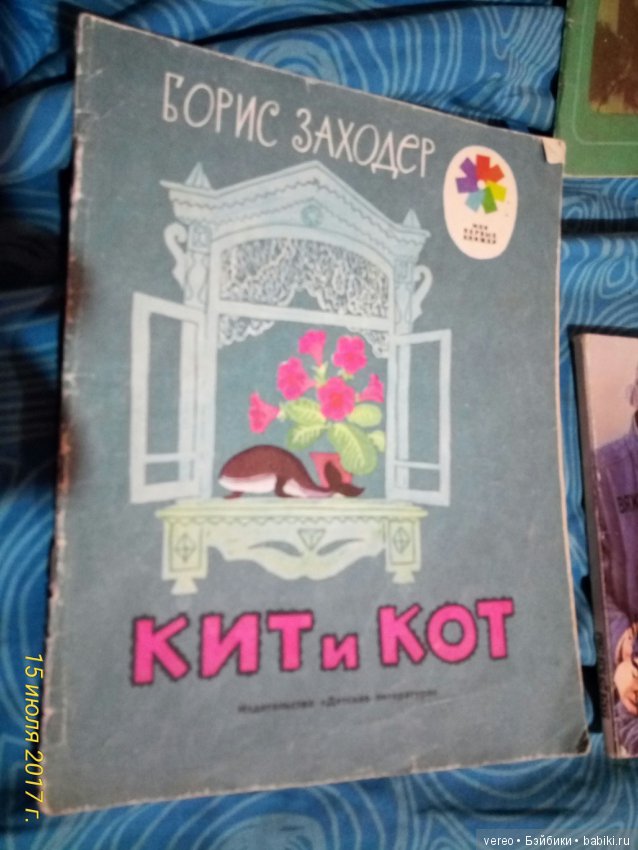 БОРИС ЗАХОДЕР
МОИ
ПЕРВЫЕ
КНИЖКИ
КИТ и КОТ
Издательство «Детская литература»
15 июля 2017 г.
vereo • Бэйбики • babiki.ru